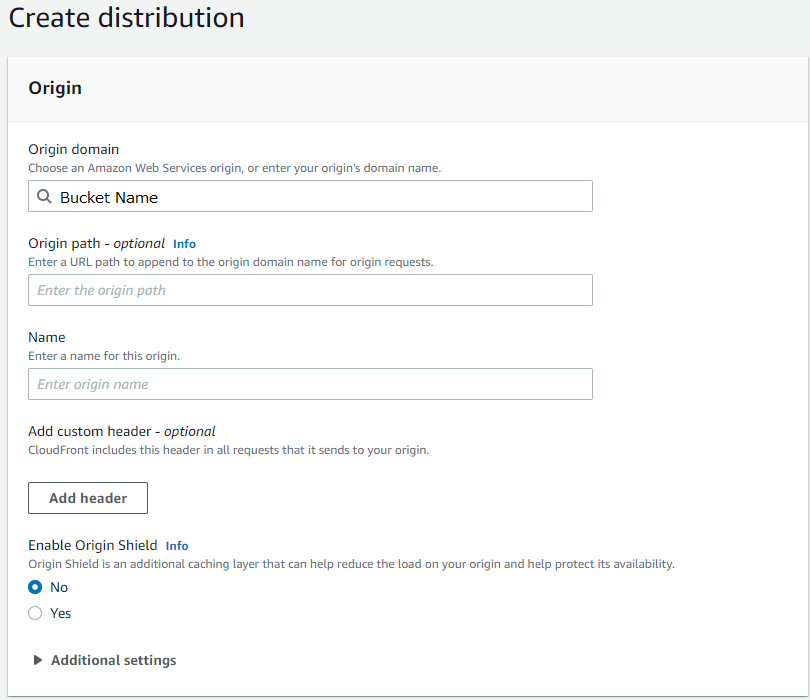 Create distribution
Origin
Origin domain
Choose an Amazon Web Services origin, or enter your origin's domain name.
Bucket Name
Origin path - optional Info
Enter a URL path to append to the origin domain name for origin requests.
Enter the origin path
Name
Enter a name for this origin.
Enter origin name
Add custom header - optional
CloudFront includes this header in all requests that it sends to your origin.
Add header
Enable Origin Shield Info
Origin Shield is an additional caching layer that can help reduce the load on your origin and help protect its availability.
No
Yes
Additional settings